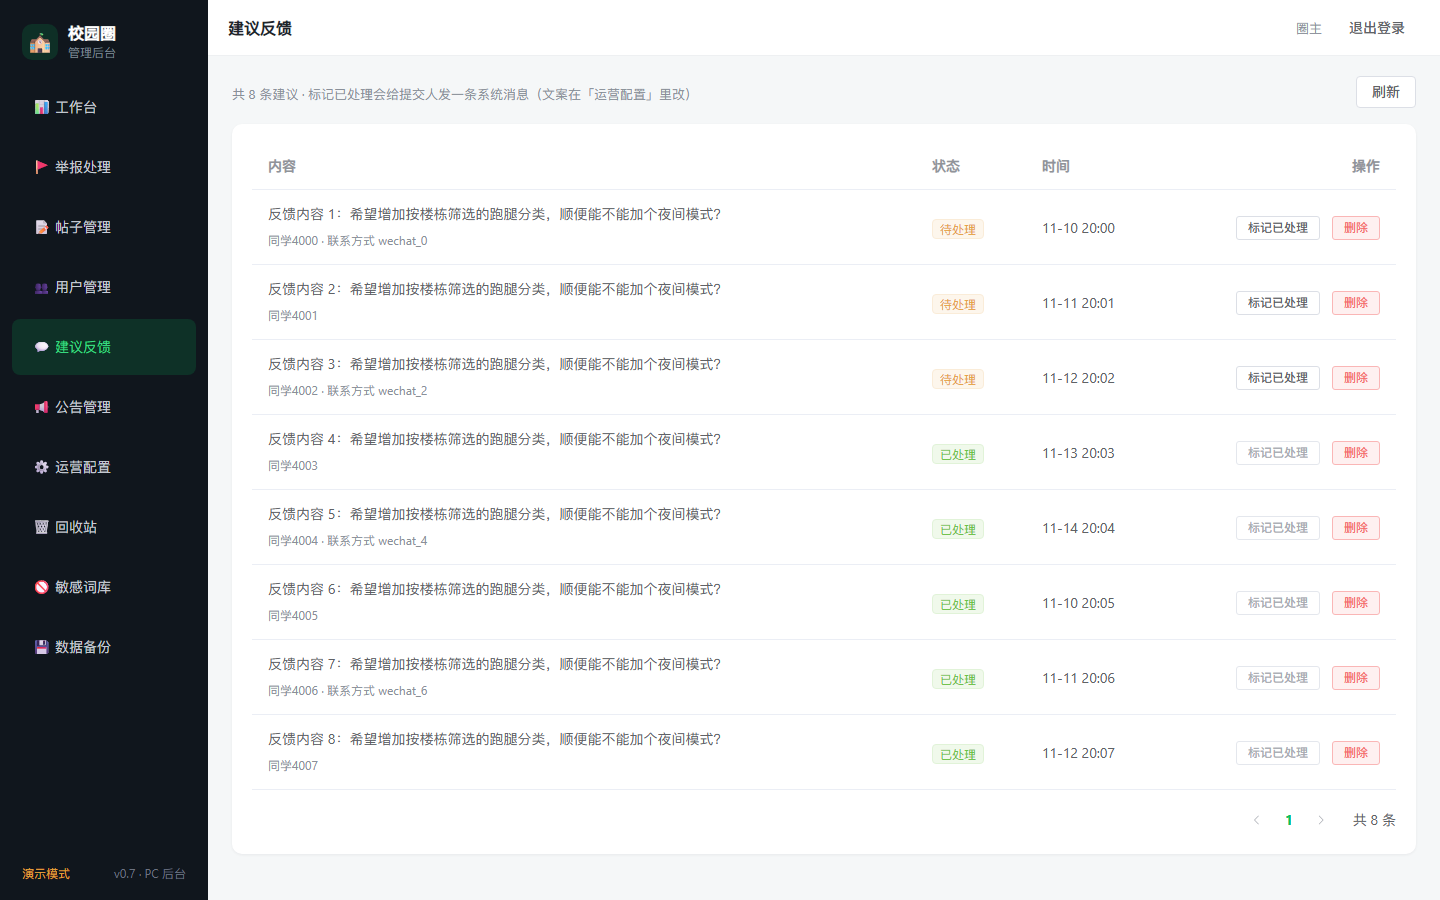 校园圈
管理后台
工作台
举报处理
帖子管理
用户管理
建议反馈
公告管理
运营配置
回收站
敏感词库
数据备份
演示模式
v0.7 · PC 后台
建议反馈
圈主
退出登录
共 8 条建议 · 标记已处理会给提交人发一条系统消息（文案在「运营配置」里改）
刷新
内容 状态 时间 操作
反馈内容 1：希望增加按楼栋筛选的跑腿分类，顺便能不能加个夜间模式？
同学4000 · 联系方式 wechat_0
待处理 11-10 20:00 标记已处理 删除
反馈内容 2：希望增加按楼栋筛选的跑腿分类，顺便能不能加个夜间模式？
同学4001
待处理 11-11 20:01 标记已处理 删除
反馈内容 3：希望增加按楼栋筛选的跑腿分类，顺便能不能加个夜间模式？
同学4002 · 联系方式 wechat_2
待处理 11-12 20:02 标记已处理 删除
反馈内容 4：希望增加按楼栋筛选的跑腿分类，顺便能不能加个夜间模式？
同学4003
已处理 11-13 20:03 标记已处理 删除
反馈内容 5：希望增加按楼栋筛选的跑腿分类，顺便能不能加个夜间模式？
同学4004 · 联系方式 wechat_4
已处理 11-14 20:04 标记已处理 删除
反馈内容 6：希望增加按楼栋筛选的跑腿分类，顺便能不能加个夜间模式？
同学4005
已处理 11-10 20:05 标记已处理 删除
反馈内容 7：希望增加按楼栋筛选的跑腿分类，顺便能不能加个夜间模式？
同学4006 · 联系方式 wechat_6
已处理 11-11 20:06 标记已处理 删除
反馈内容 8：希望增加按楼栋筛选的跑腿分类，顺便能不能加个夜间模式？
同学4007
已处理 11-12 20:07 标记已处理 删除
1 共 8 条